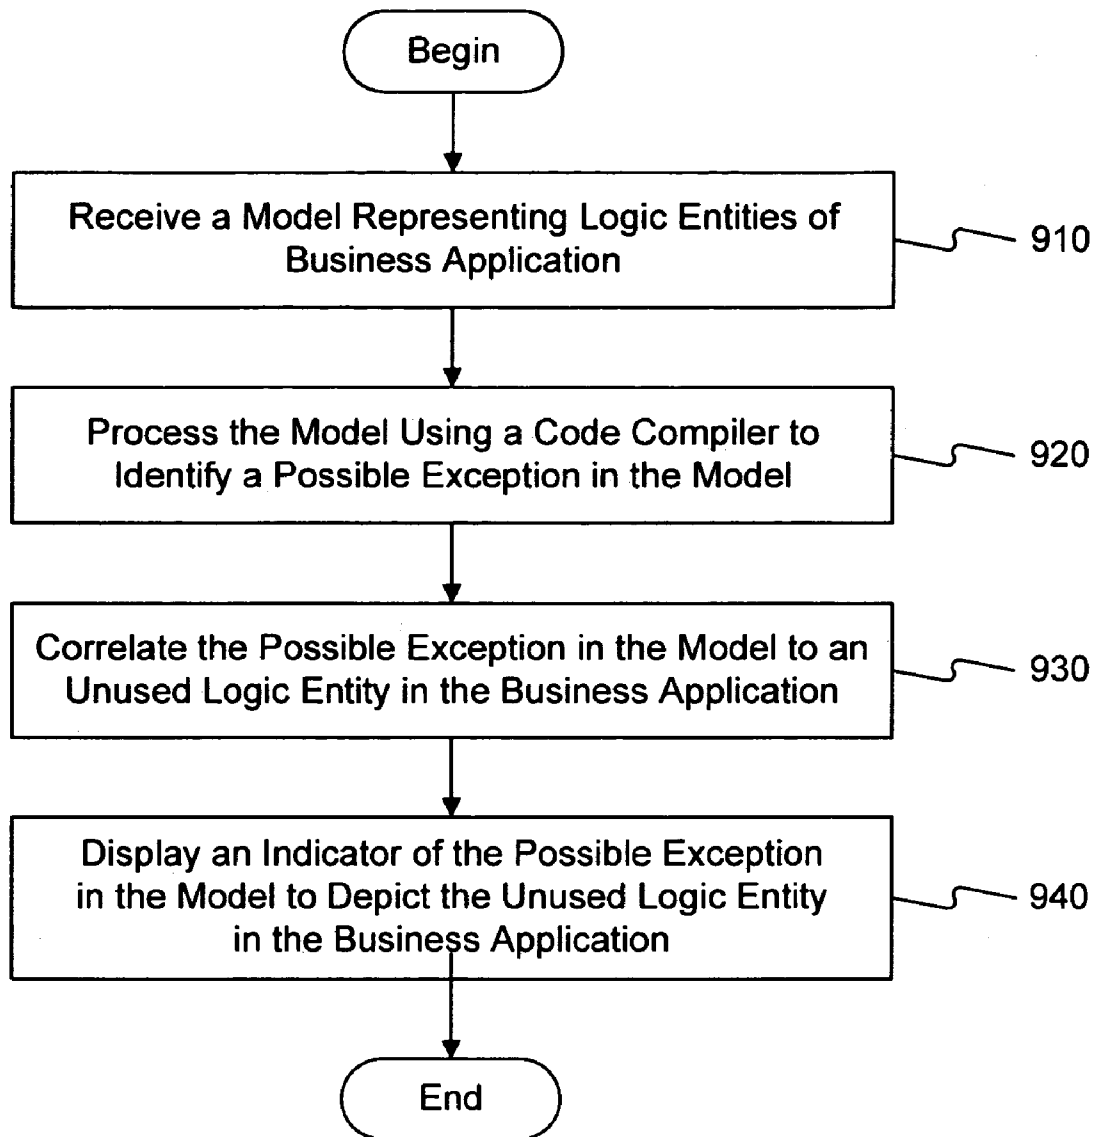 Begin
Receive a Model Representing Logic Entities of
Business Application
910
Process the Model Using a Code Compiler to
Identify a Possible Exception in the Model
920
Correlate the Possible Exception in the Model to an
Unused Logic Entity in the Business Application
930
Display an Indicator of the Possible Exception
in the Model to Depict the Unused Logic Entity
in the Business Application
940
End